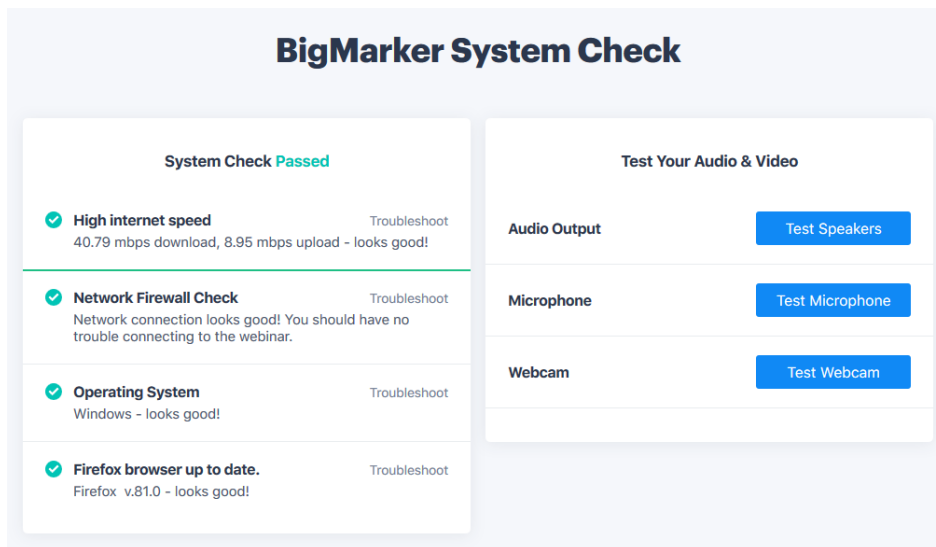 BigMarker System Check
System Check Passed
High internet speed
Troubleshoot
40.79 mbps download, 8.95 mbps upload - looks good!
Network Firewall Check
Troubleshoot
Network connection looks good! You should have no
trouble connecting to the webinar.
Operating System
Troubleshoot
Windows - looks good!
Firefox browser up to date.
Troubleshoot
Firefox v.81.0 - looks good!
Test Your Audio & Video
Audio Output
Test Speakers
Microphone
Test Microphone
Webcam
Test Webcam